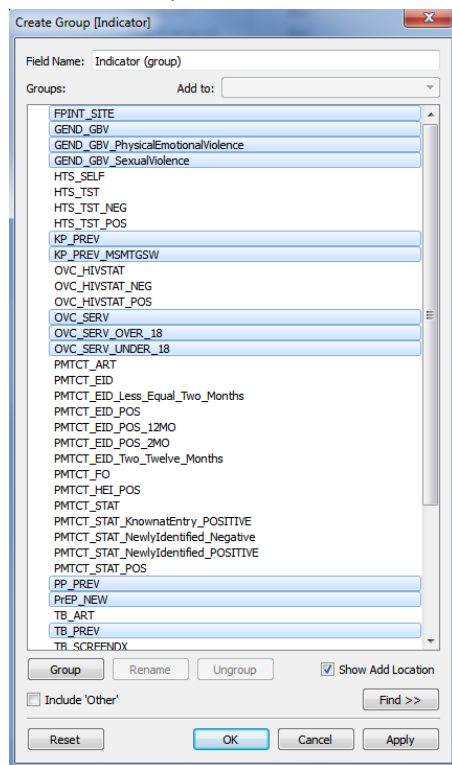 Create Group [Indicator]
Field Name: Indicator (group)
Groups: Add to:
FPINT_SITE
GEND_GBV
GEND_GBV_PhysicalEmotionalViolence
GEND_GBV_SexualViolence
HTS_SELF
HTS_TST
HTS_TST_NEG
HTS_TST_POS
KP_PREV
KP_PREV_MSMTGSW
OVC_HIVSTAT
OVC_HIVSTAT_NEG
OVC_HIVSTAT_POS
OVC_SERV
OVC_SERV_OVER_18
OVC_SERV_UNDER_18
PMTCT_ART
PMTCT_EID
PMTCT_EID_Less_Equal_Two_Months
PMTCT_EID_POS
PMTCT_EID_POS_12MO
PMTCT_EID_POS_2MO
PMTCT_EID_Two_Twelve_Months
PMTCT_FO
PMTCT_HEI_POS
PMTCT_STAT
PMTCT_STAT_KnownatEntry_POSITIVE
PMTCT_STAT_NewlyIdentified_Negative
PMTCT_STAT_NewlyIdentified_POSITIVE
PMTCT_STAT_POS
PP_PREV
PrEP_NEW
TB_ART
TB_PREV
TB_SCREENDX
Group Rename Ungroup Show Add Location
Include 'Other' Find >>
Reset OK Cancel Apply